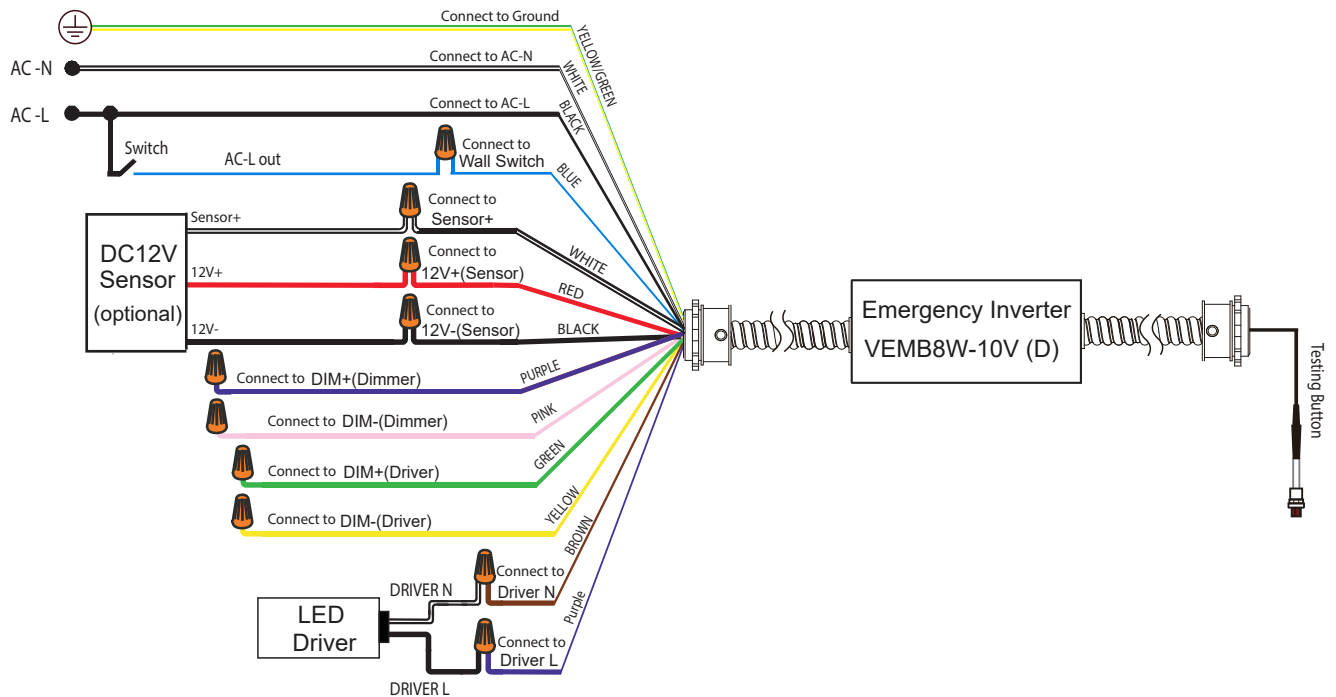 Connect to Ground
YELLOW/GREEN
AC -N
Connect to AC-N
WHITE
AC -L
Connect to AC-L
BLACK
Switch
AC-L out
Connect to
Wall Switch
BLUE
DC12V
Sensor
(optional)
Sensor+
Connect to
Sensor+
WHITE
12V+
Connect to
12V+(Sensor)
RED
12V-
Connect to
12V-(Sensor)
BLACK
Connect to DIM+(Dimmer)
PURPLE
Connect to DIM-(Dimmer)
PINK
Connect to DIM+(Driver)
GREEN
Connect to DIM-(Driver)
YELLOW
LED
Driver
DRIVER N
Connect to
Driver N
BROWN
DRIVER L
Connect to
Driver L
Purple
Emergency Inverter
VEMB8W-10V (D)
Testing Button